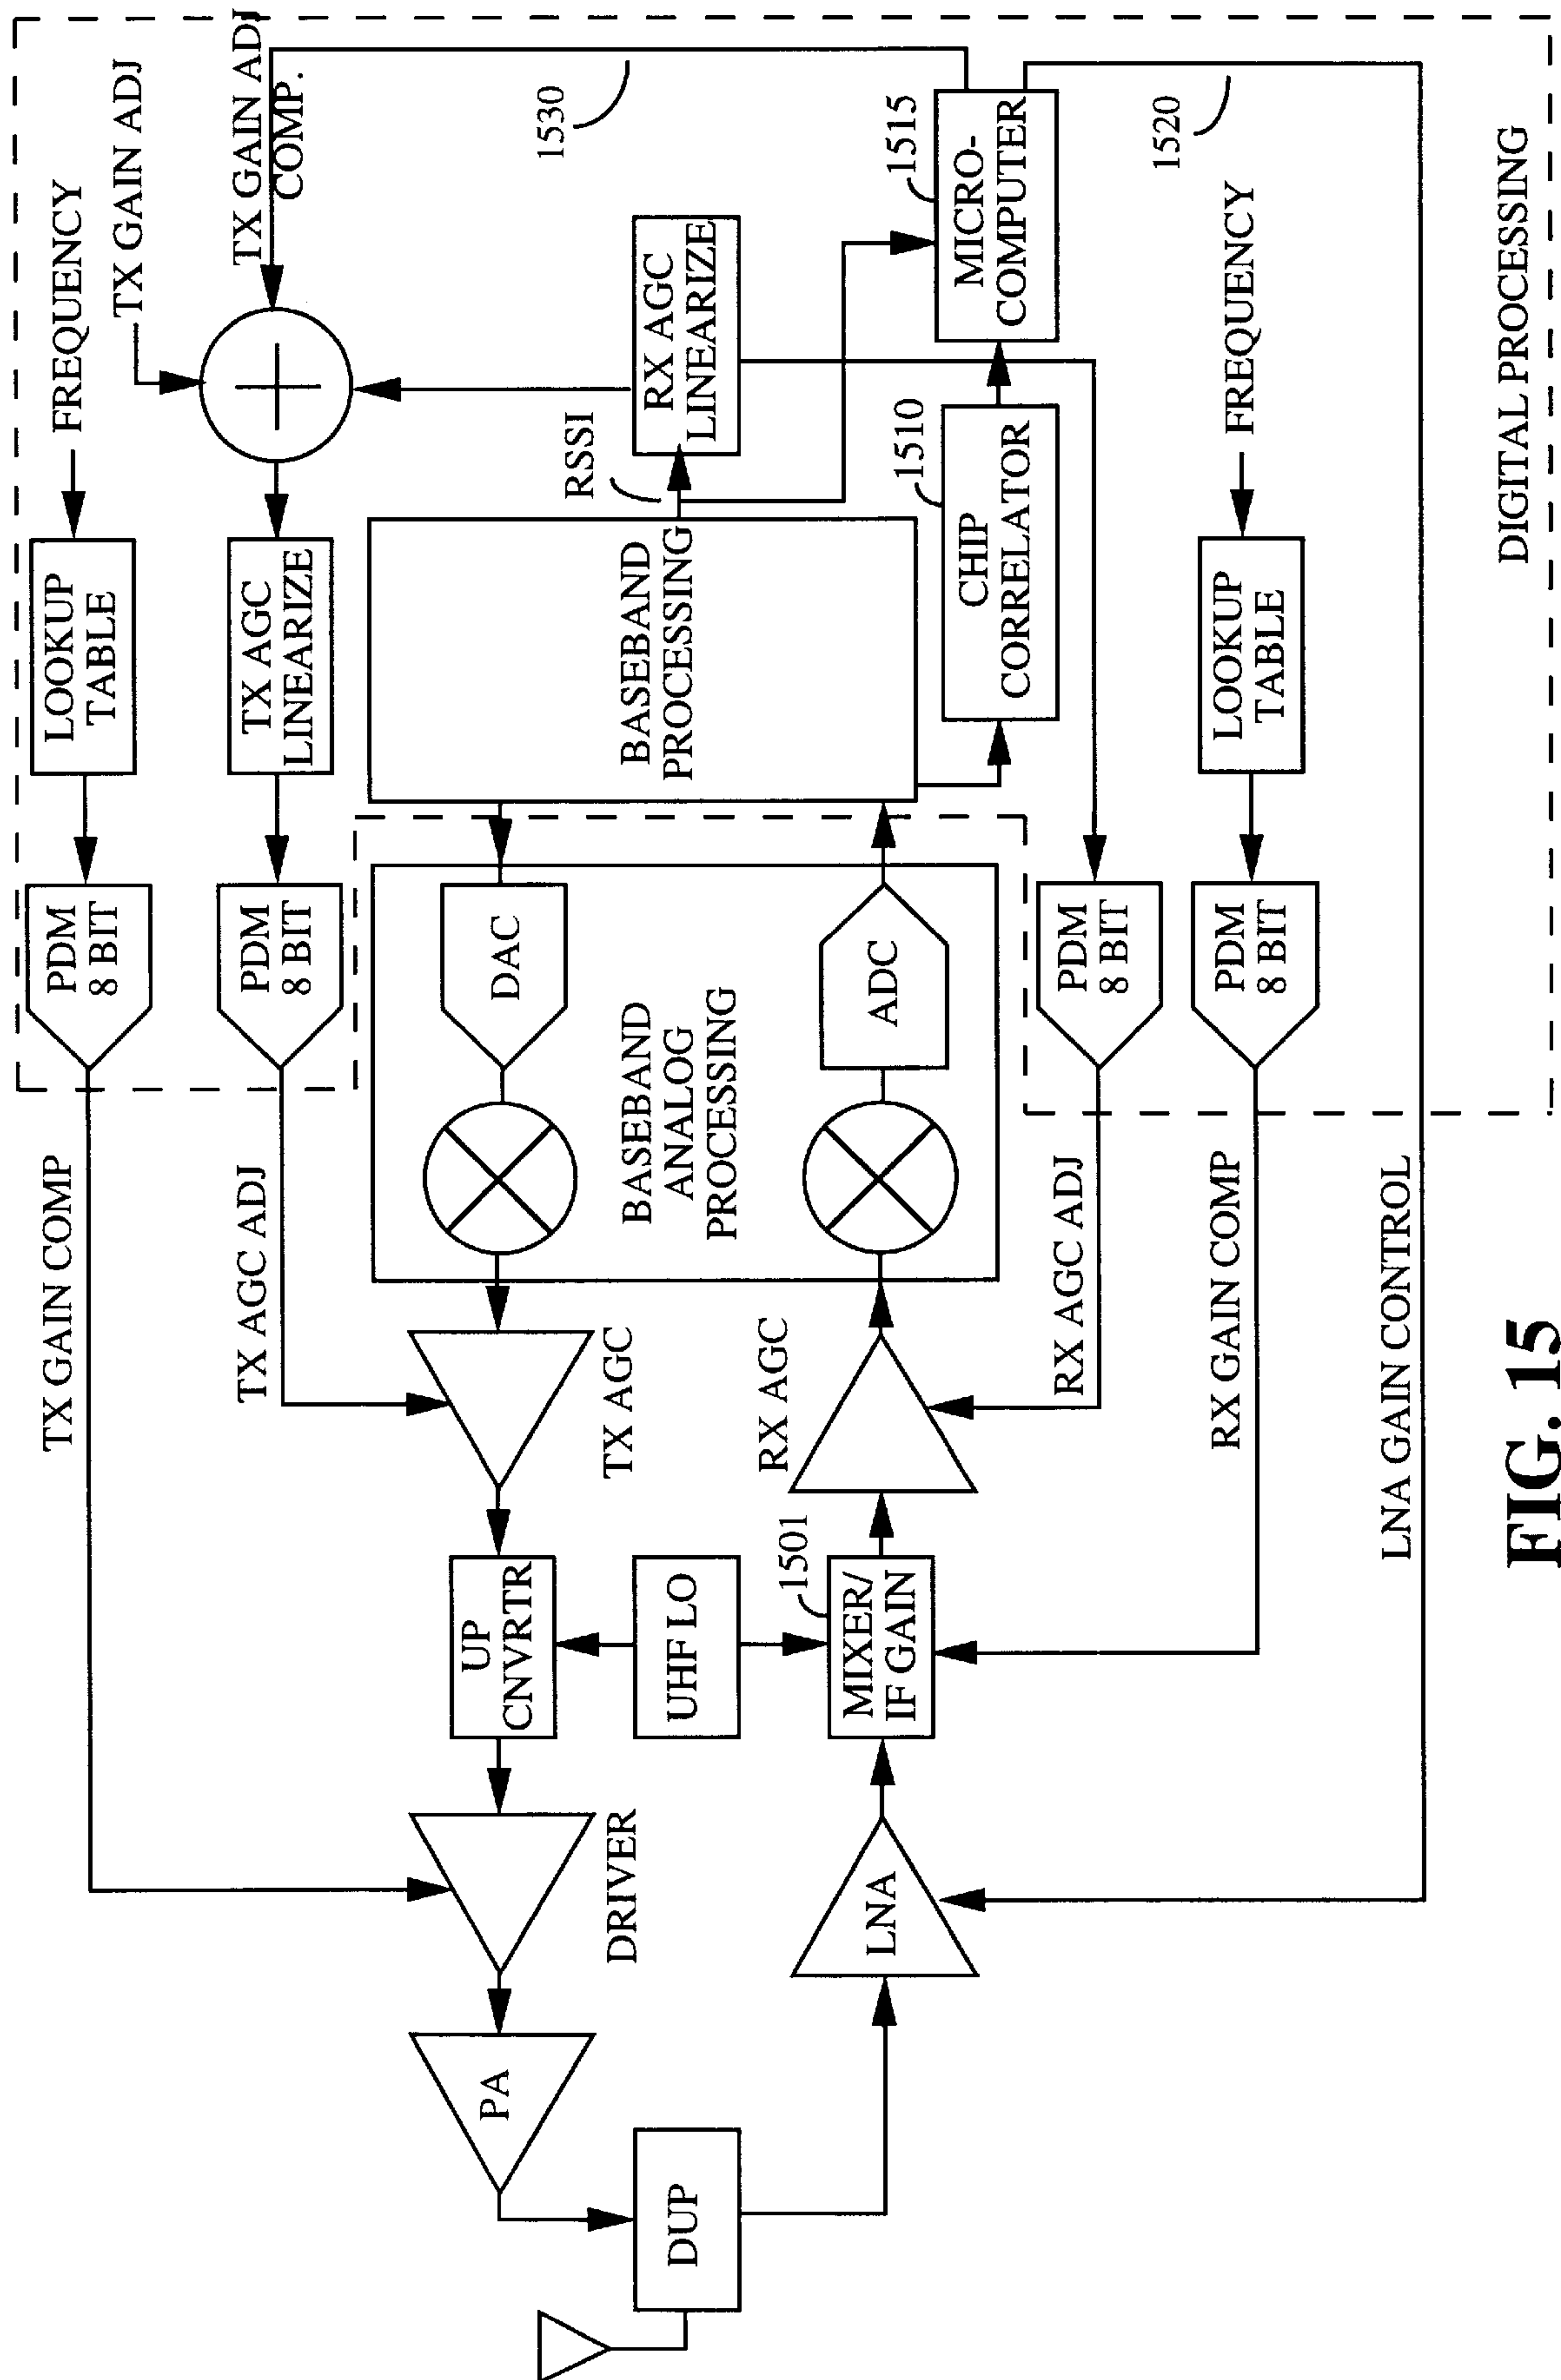 TX GAIN COMP
PDM
8 BIT
LOOKUP
TABLE
FREQUENCY
TX GAIN ADJ
TX AGC ADJ
PDM
8 BIT
TX AGC
LINEARIZE
TX GAIN ADJ
COMP.
PA
DRIVER
UP
CNVRTR
TX AGC
DAC
BASEBAND
ANALOG
PROCESSING
BASEBAND
PROCESSING
RSSI
RX AGC
LINEARIZE
1530
DUP
UHF LO
LNA
MIXER/
IF GAIN
1501
RX AGC
ADC
CHIP
CORRELATOR
1510
MICRO-
COMPUTER
1515
RX AGC ADJ
PDM
8 BIT
1520
RX GAIN COMP
PDM
8 BIT
LOOKUP
TABLE
FREQUENCY
LNA GAIN CONTROL
DIGITAL PROCESSING
FIG. 15